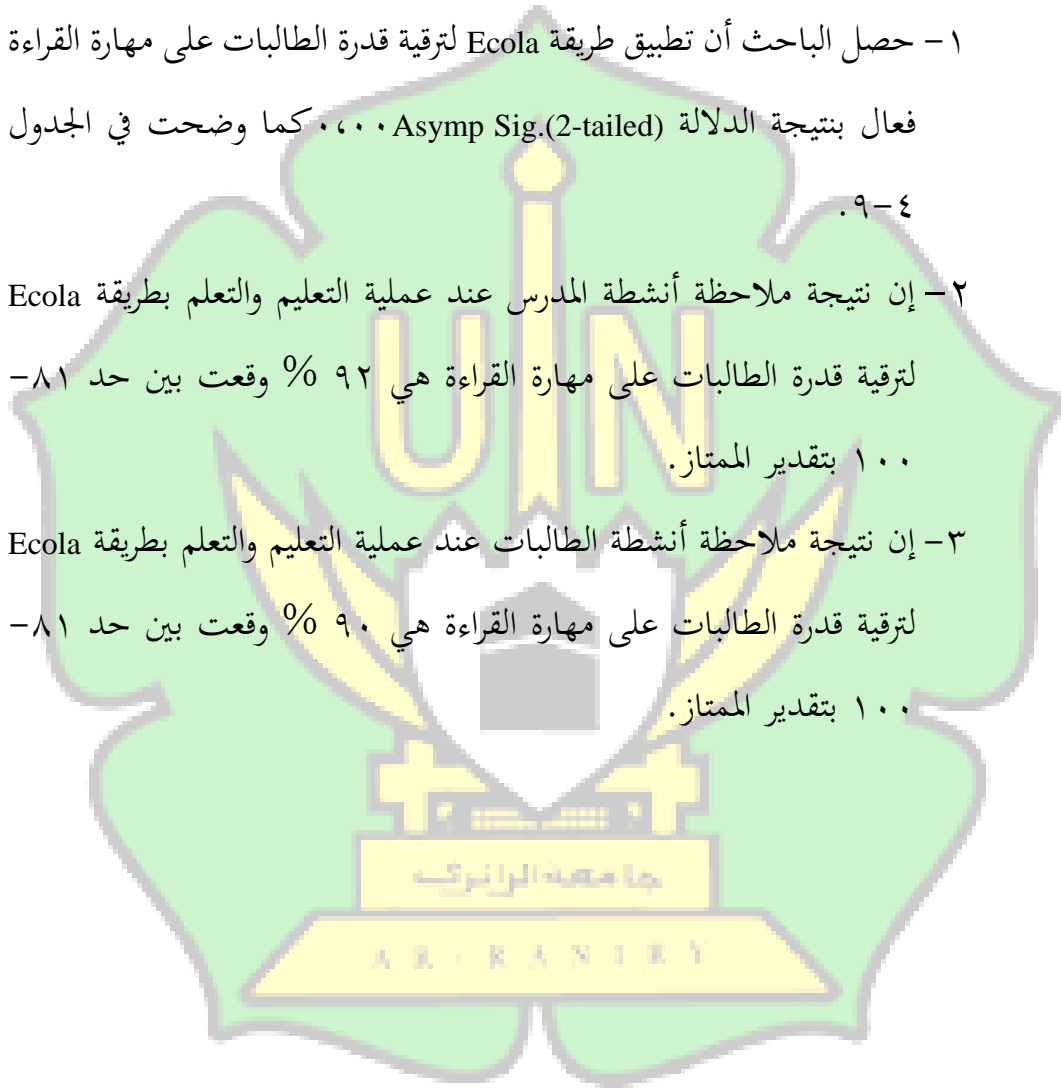 ١- حصل الباحث أن تطبيق طريقة Ecola لترقية قدرة الطالبات على مهارة القراءة
فعال بنتيجة الدلالة Asymp Sig.(2-tailed) ٠،٠٠ كما وضحت في الجدول
٤-٩.
٢- إن نتيجة ملاحظة أنشطة المدرس عند عملية التعليم والتعلم بطريقة Ecola
لترقية قدرة الطالبات على مهارة القراءة هي ٩٢ % وقعت بين حد ٨١-
١٠٠ بتقدير الممتاز.
٣- إن نتيجة ملاحظة أنشطة الطالبات عند عملية التعليم والتعلم بطريقة Ecola
لترقية قدرة الطالبات على مهارة القراءة هي ٩٠ % وقعت بين حد ٨١-
١٠٠ بتقدير الممتاز.
UIN
جامعة الرانري
AR-RANIRY